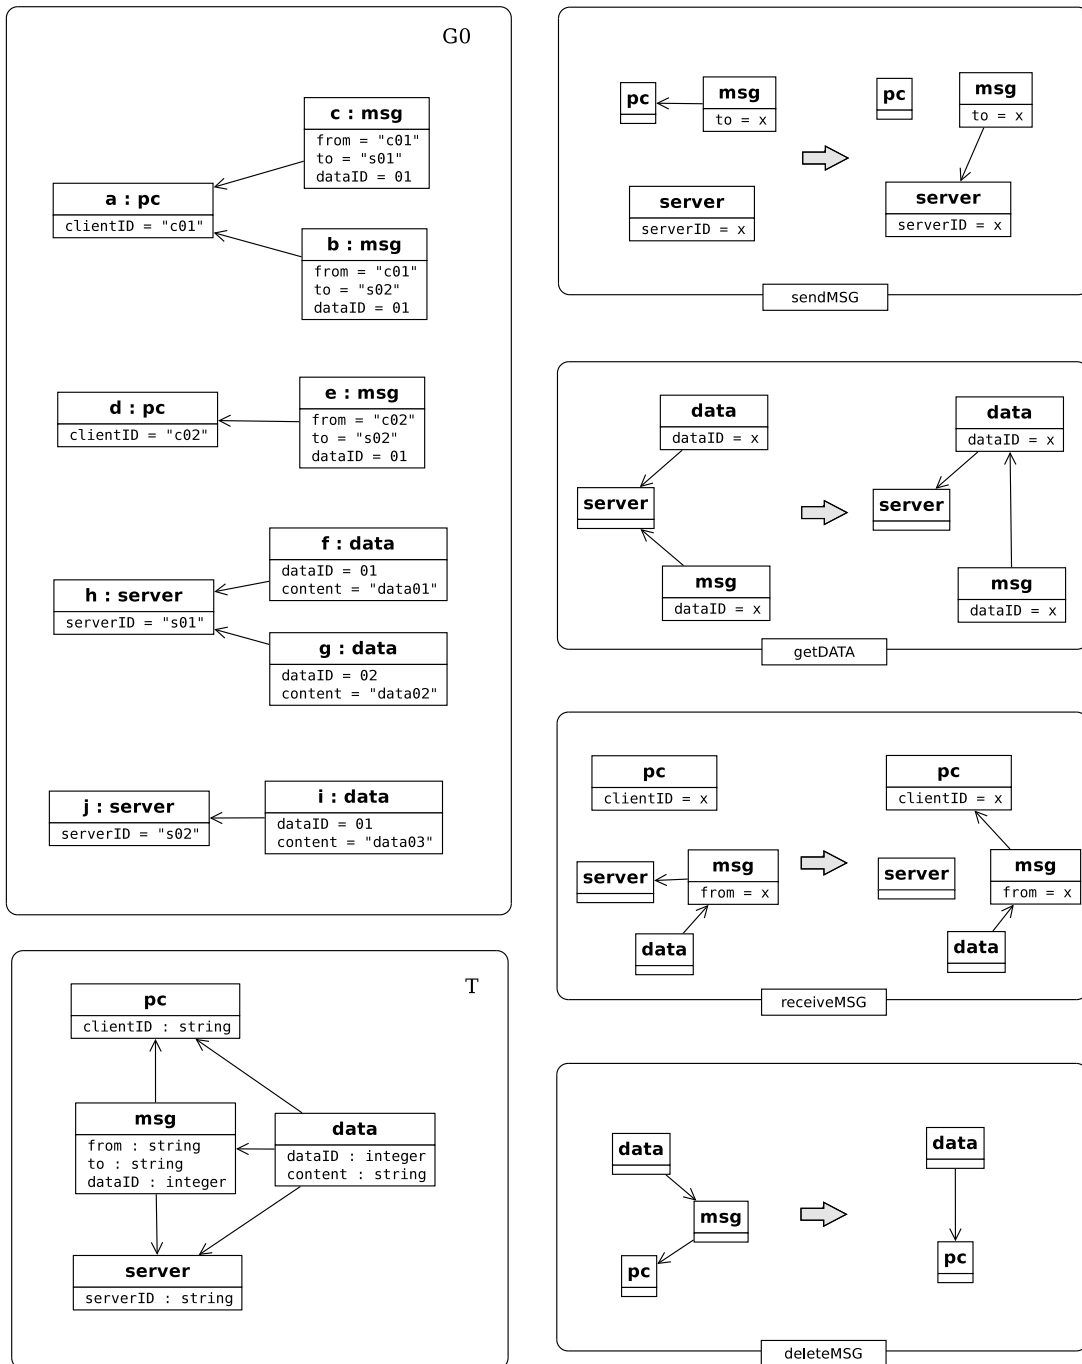 G0
c : msg
from = "c01"
to = "s01"
dataID = 01
a : pc
clientID = "c01"
b : msg
from = "c01"
to = "s02"
dataID = 01
d : pc
clientID = "c02"
e : msg
from = "c02"
to = "s02"
dataID = 01
f : data
dataID = 01
content = "data01"
h : server
serverID = "s01"
g : data
dataID = 02
content = "data02"
j : server
serverID = "s02"
i : data
dataID = 01
content = "data03"
T
pc
clientID : string
msg
from : string
to : string
dataID : integer
data
dataID : integer
content : string
server
serverID : string
pc
msg
to = x
server
serverID = x
pc
msg
to = x
server
serverID = x
sendMSG
data
dataID = x
server
msg
dataID = x
data
dataID = x
server
msg
dataID = x
getDATA
pc
clientID = x
server
msg
from = x
data
pc
clientID = x
server
msg
from = x
data
receiveMSG
data
msg
pc
data
pc
deleteMSG